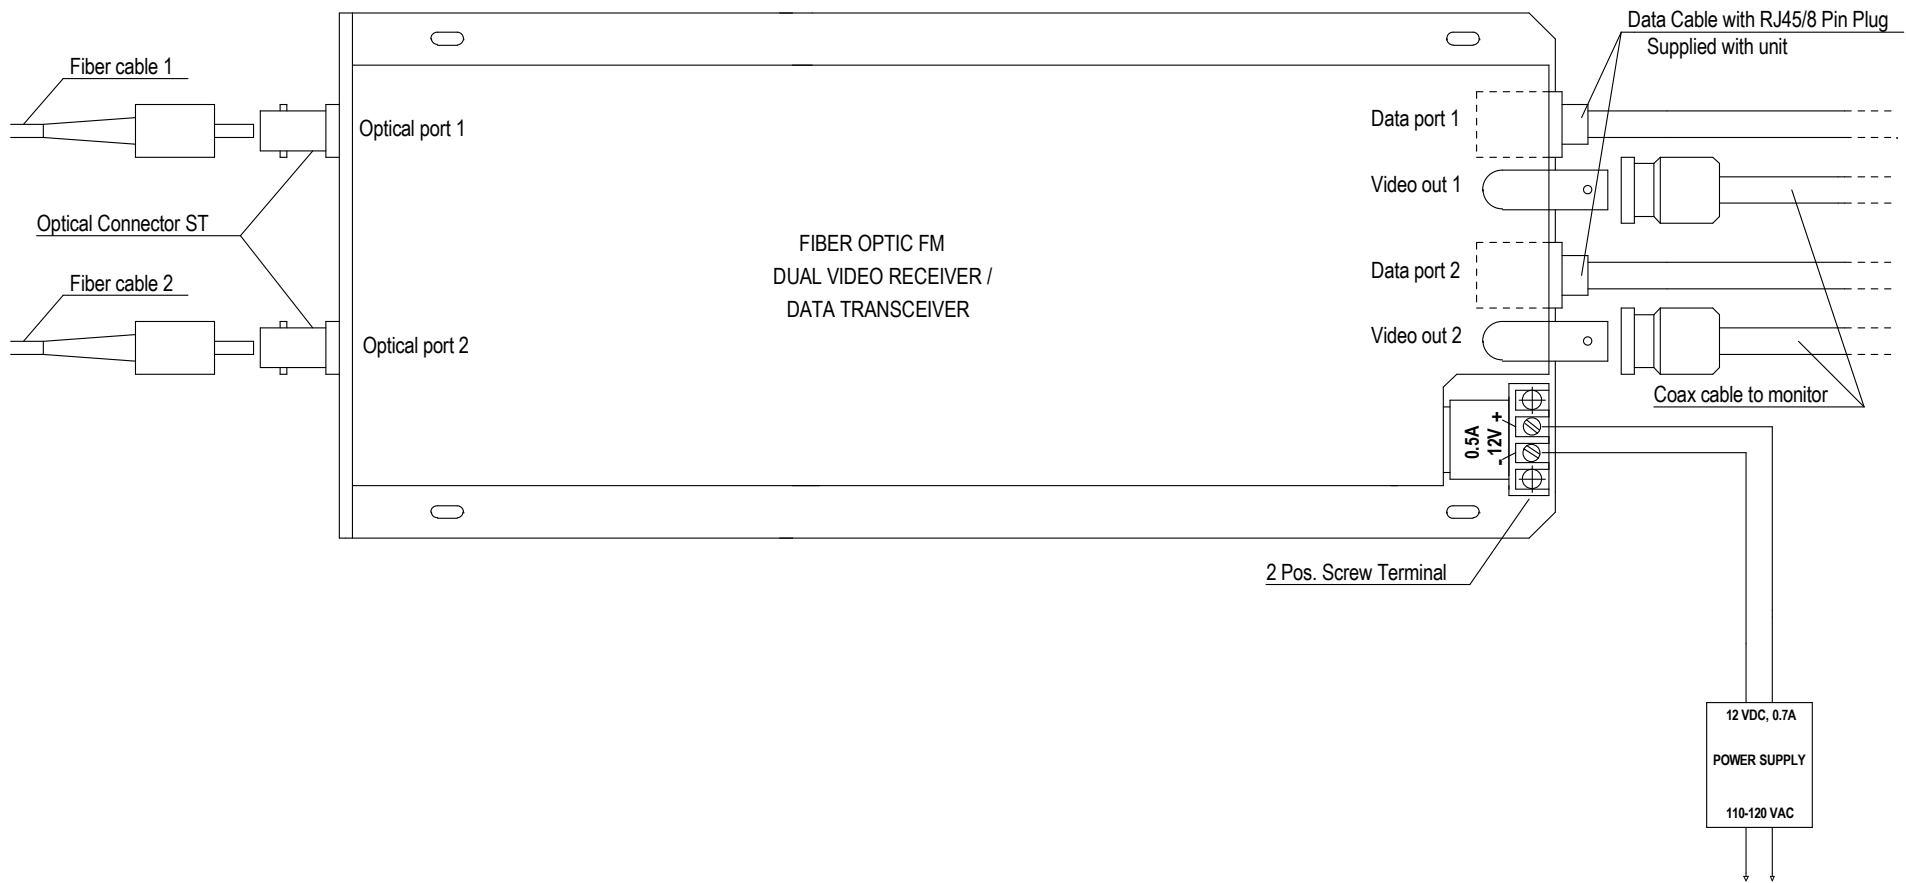 Data Cable with RJ45/8 Pin Plug
Supplied with unit
Fiber cable 1
Optical port 1
Data port 1
Video out 1
Optical Connector ST
FIBER OPTIC FM
DUAL VIDEO RECEIVER /
DATA TRANSCEIVER
Fiber cable 2
Optical port 2
Data port 2
Video out 2
Coax cable to monitor
0.5A
- 12V +
2 Pos. Screw Terminal
12 VDC, 0.7A
POWER SUPPLY
110-120 VAC